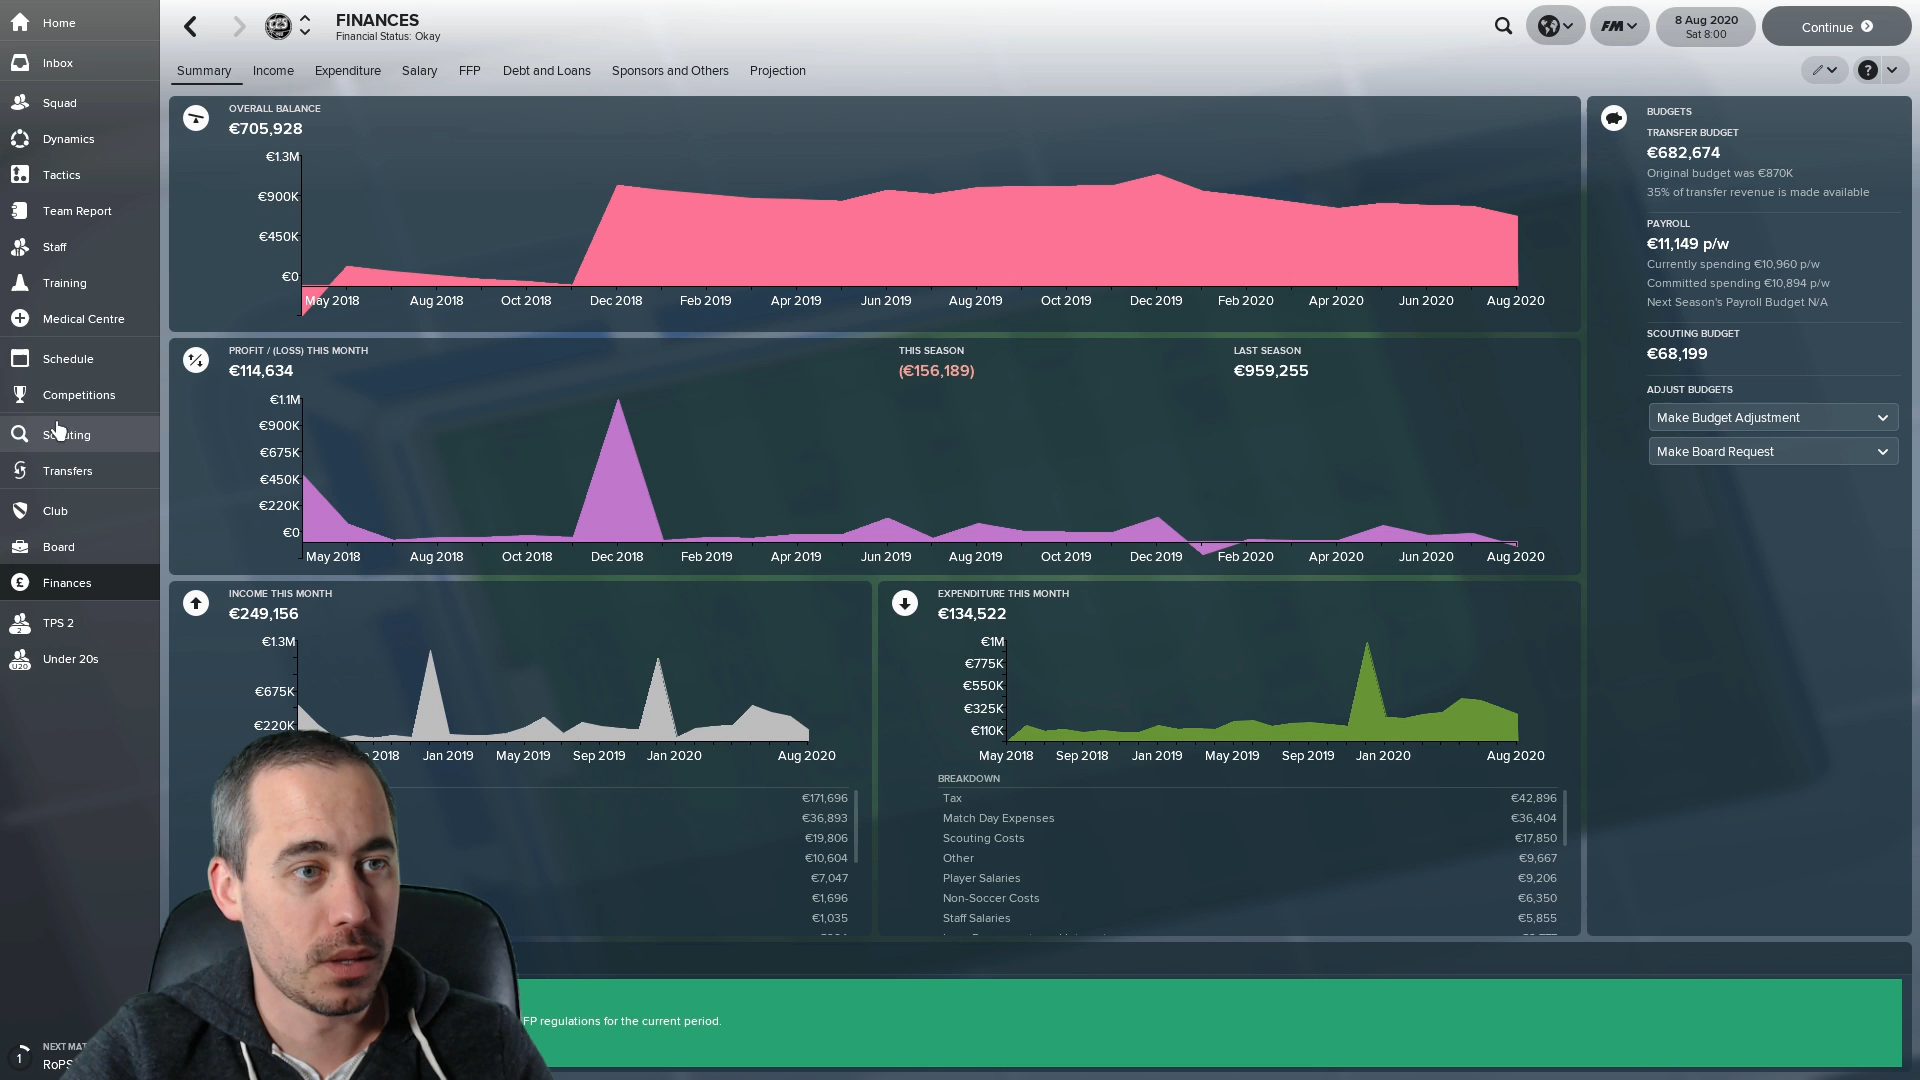 Home
Inbox
Squad
Dynamics
Tactics
Team Report
Staff
Training
Medical Centre
Schedule
Competitions
Scouting
Transfers
Club
Board
Finances
TPS 2
2
Under 20s
U20
1
NEXT MAT
RoPS
FINANCES
Financial Status: Okay
FM
8 Aug 2020
Sat 8:00
Continue
Summary Income Expenditure Salary FFP Debt and Loans Sponsors and Others Projection
?
OVERALL BALANCE
€705,928
€1.3M
€900K
€450K
€0
May 2018 Aug 2018 Oct 2018 Dec 2018 Feb 2019 Apr 2019 Jun 2019 Aug 2019 Oct 2019 Dec 2019 Feb 2020 Apr 2020 Jun 2020 Aug 2020
PROFIT / (LOSS) THIS MONTH
€114,634
THIS SEASON
(€156,189)
LAST SEASON
€959,255
€1.1M
€900K
€675K
€450K
€220K
€0
May 2018 Aug 2018 Oct 2018 Dec 2018 Feb 2019 Apr 2019 Jun 2019 Aug 2019 Oct 2019 Dec 2019 Feb 2020 Apr 2020 Jun 2020 Aug 2020
INCOME THIS MONTH
€249,156
€1.3M
€675K
€220K
2018 Jan 2019 May 2019 Sep 2019 Jan 2020 Aug 2020
€171,696
€36,893
€19,806
€10,604
€7,047
€1,696
€1,035
EXPENDITURE THIS MONTH
€134,522
€1M
€775K
€550K
€325K
€110K
May 2018 Sep 2018 Jan 2019 May 2019 Sep 2019 Jan 2020 Aug 2020
BREAKDOWN
Tax €42,896
Match Day Expenses €36,404
Scouting Costs €17,850
Other €9,667
Player Salaries €9,206
Non-Soccer Costs €6,350
Staff Salaries €5,855
FP regulations for the current period.
BUDGETS
TRANSFER BUDGET
€682,674
Original budget was €870K
35% of transfer revenue is made available
PAYROLL
€11,149 p/w
Currently spending €10,960 p/w
Committed spending €10,894 p/w
Next Season's Payroll Budget N/A
SCOUTING BUDGET
€68,199
ADJUST BUDGETS
Make Budget Adjustment
Make Board Request